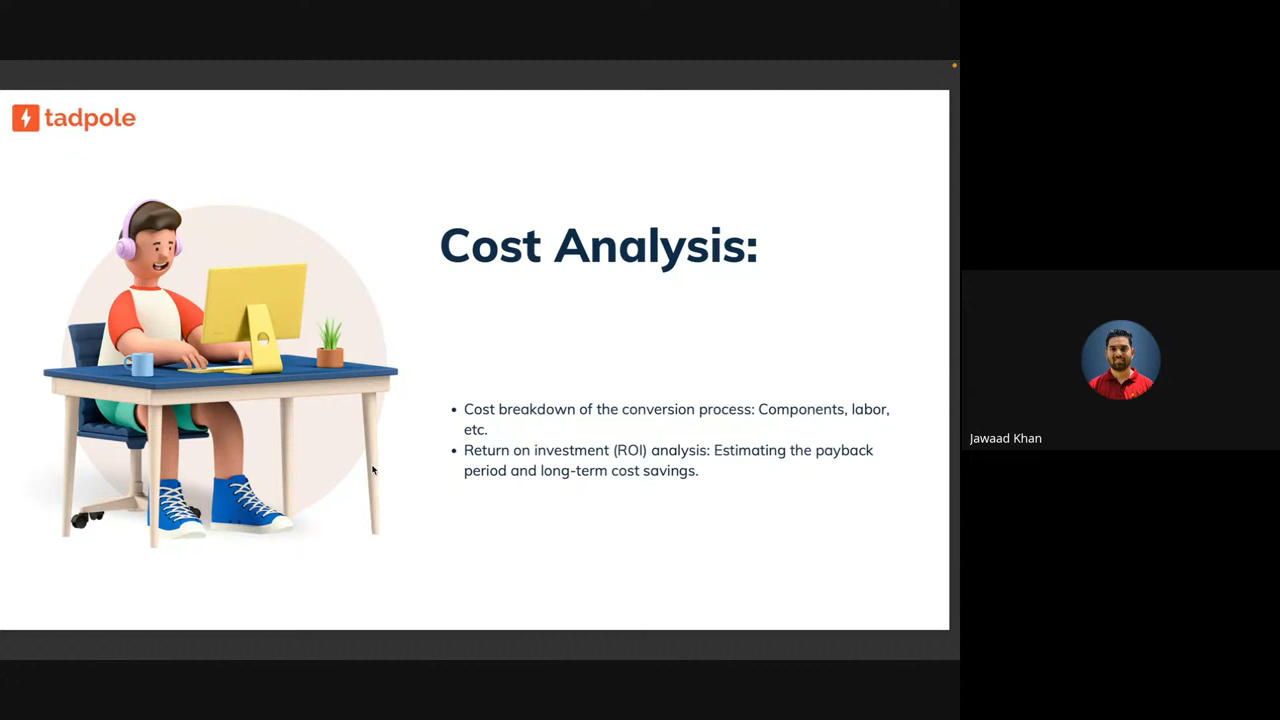 tadpole
Cost Analysis:
• Cost breakdown of the conversion process: Components, labor,
etc.
• Return on investment (ROI) analysis: Estimating the payback
period and long-term cost savings.
Jawaad Khan